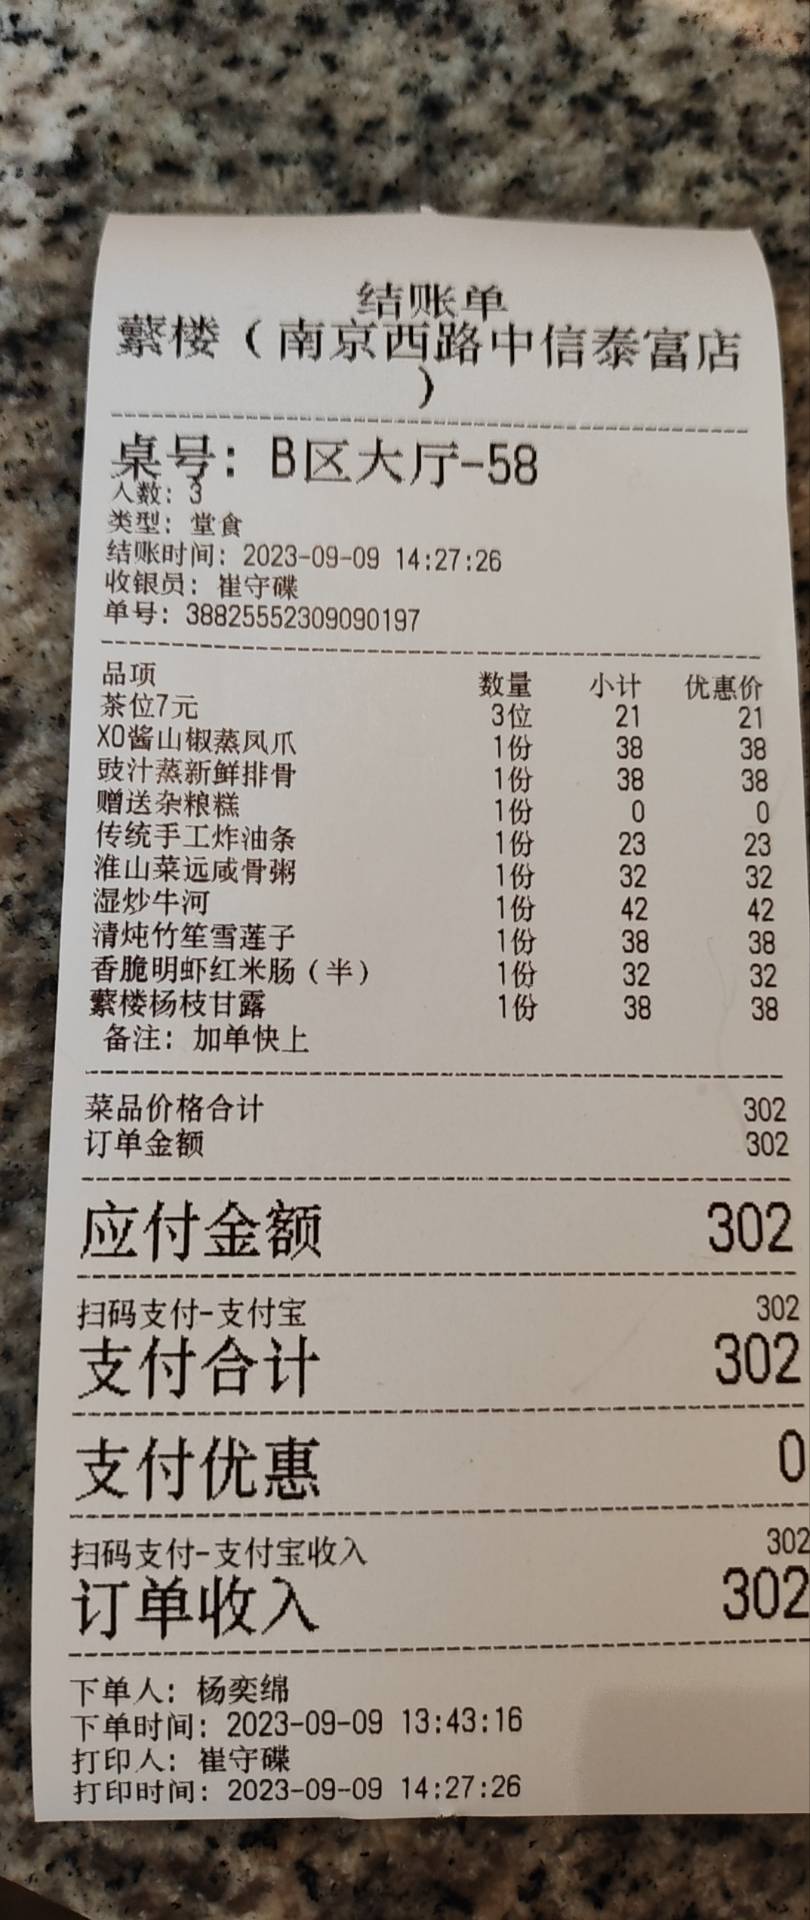 结账单
蘩楼（南京西路中信泰富店
）
桌号: B区大厅-58
人数: 3
类型: 堂食
结账时间: 2023-09-09 14:27:26
收银员: 崔守碟
单号: 38825552309090197
品项 数量 小计 优惠价
茶位7元 3位 21 21
XO酱山椒蒸凤爪 1份 38 38
豉汁蒸新鲜排骨 1份 38 38
赠送杂粮糕 1份 0 0
传统手工炸油条 1份 23 23
淮山菜远咸骨粥 1份 32 32
湿炒牛河 1份 42 42
清炖竹笙雪莲子 1份 38 38
香脆明虾红米肠（半） 1份 32 32
蘩楼杨枝甘露 1份 38 38
备注: 加单快上
菜品价格合计 302
订单金额 302
应付金额 302
扫码支付-支付宝 302
支付合计 302
支付优惠 0
扫码支付-支付宝收入 302
订单收入 302
下单人: 杨奕绵
下单时间: 2023-09-09 13:43:16
打印人: 崔守碟
打印时间: 2023-09-09 14:27:26